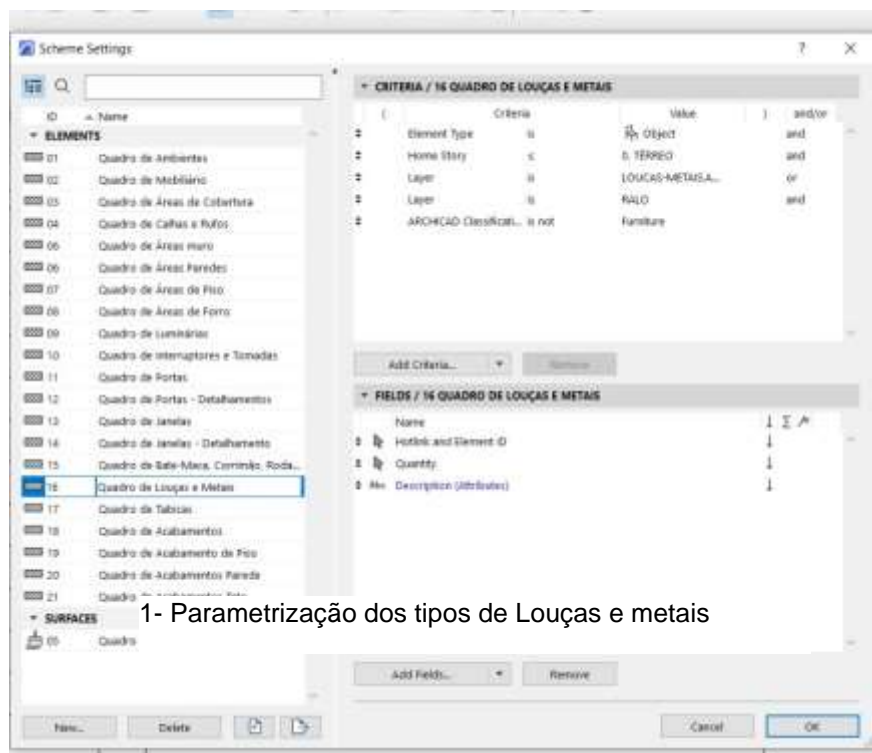 Scheme Settings
? ×
ID Name
ELEMENTS
01 Quadro de Ambientes
02 Quadro de Mobiliário
03 Quadro de Áreas de Cobertura
04 Quadro de Calhas e Rufos
06 Quadro de Áreas muro
06 Quadro de Áreas Paredes
07 Quadro de Áreas de Piso
08 Quadro de Áreas de Forro
09 Quadro de Luminárias
10 Quadro de Interruptores e Tomadas
11 Quadro de Portas
12 Quadro de Portas - Detalhamentos
13 Quadro de Janelas
14 Quadro de Janelas - Detalhamento
15 Quadro de Bate-Maca, Corrimão, Roda...
16 Quadro de Louças e Metais
17 Quadro de Tabicas
18 Quadro de Acabamentos
19 Quadro de Acabamento de Piso
20 Quadro de Acabamentos Parede
21 Quadro de
SURFACES
05 Quadro
New... Delete
CRITERIA / 16 QUADRO DE LOUÇAS E METAIS
( Criteria Value ) and/or
Element Type is Object and
Home Story is 0. TÉRREO and
Layer is LOUCAS-METAIS.A... or
Layer is RALO and
ARCHICAD Classificati... is not Furniture
Add Criteria... Remove
FIELDS / 16 QUADRO DE LOUÇAS E METAIS
Name
Hotlink and Element ID
Quantity
Abc Description (Attributes)
1- Parametrização dos tipos de Louças e metais
Add Fields... Remove
Cancel OK